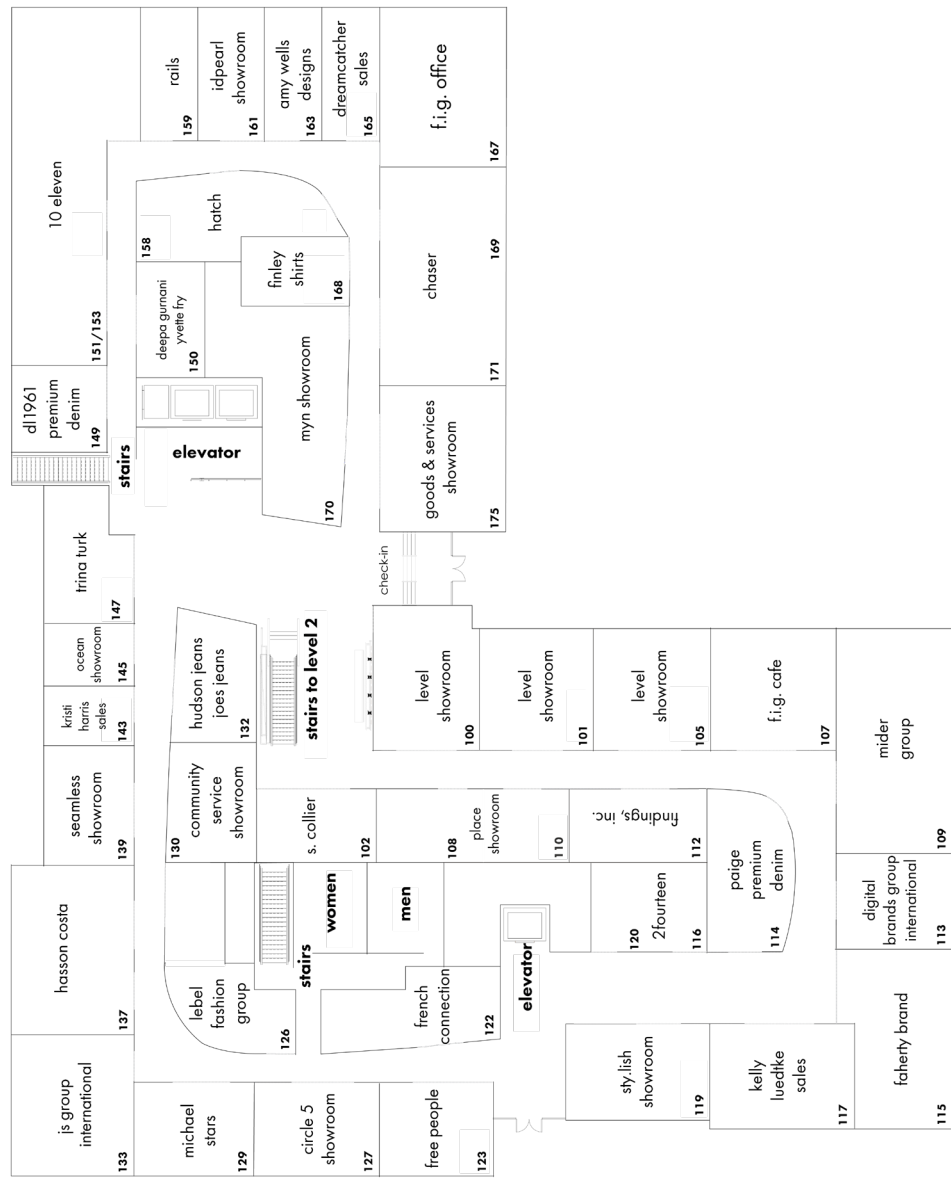 rails
159
idpearl
showroom
161
amy wells
designs
163
dreamcatcher
sales
165
f.i.g. office
167
10 eleven
151/153
hatch
158
finley
shirts
168
chaser
169
171
deepa gurnani
yvette fry
150
myn showroom
170
dl1961
premium
denim
149
stairs
elevator
goods & services
showroom
175
check-in
trina turk
147
ocean
showroom
145
kristi
harris
sales
143
seamless
showroom
139
hudson jeans
joes jeans
132
stairs to level 2
community
service
showroom
130
level
showroom
100
level
showroom
101
level
showroom
105
f.i.g. cafe
107
mider
group
109
s. collier
102
108
place
showroom
110
findings, inc.
112
paige
premium
denim
114
digital
brands group
international
113
hasson costa
137
women
men
stairs
120
2fourteen
116
elevator
lebel
fashion
group
126
french
connection
122
js group
international
133
michael
stars
129
circle 5
showroom
127
free people
123
sty.lish
showroom
119
kelly
luedtke
sales
117
faherty brand
115